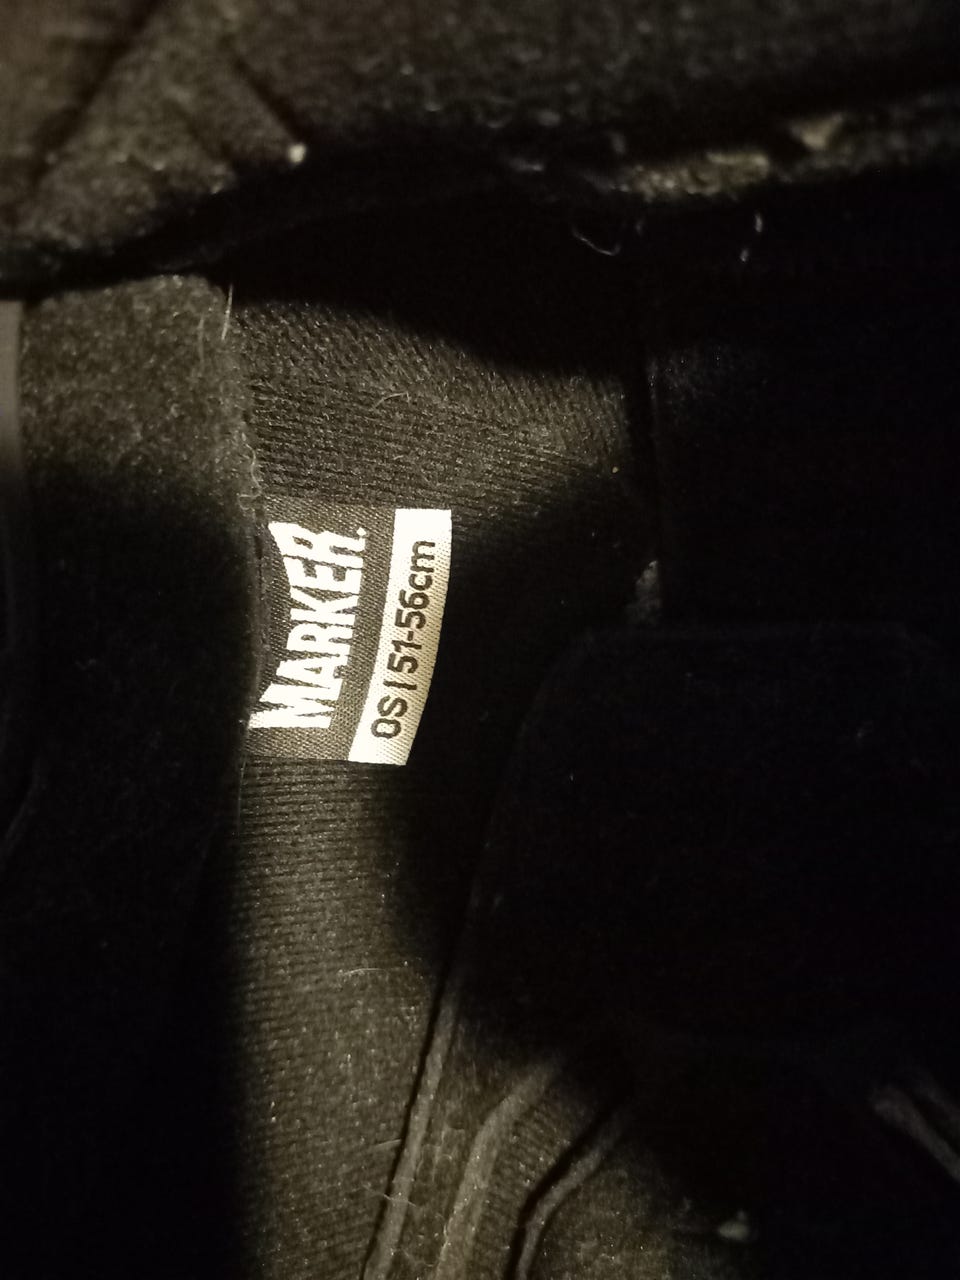 MARKER.
OS | 51-56cm